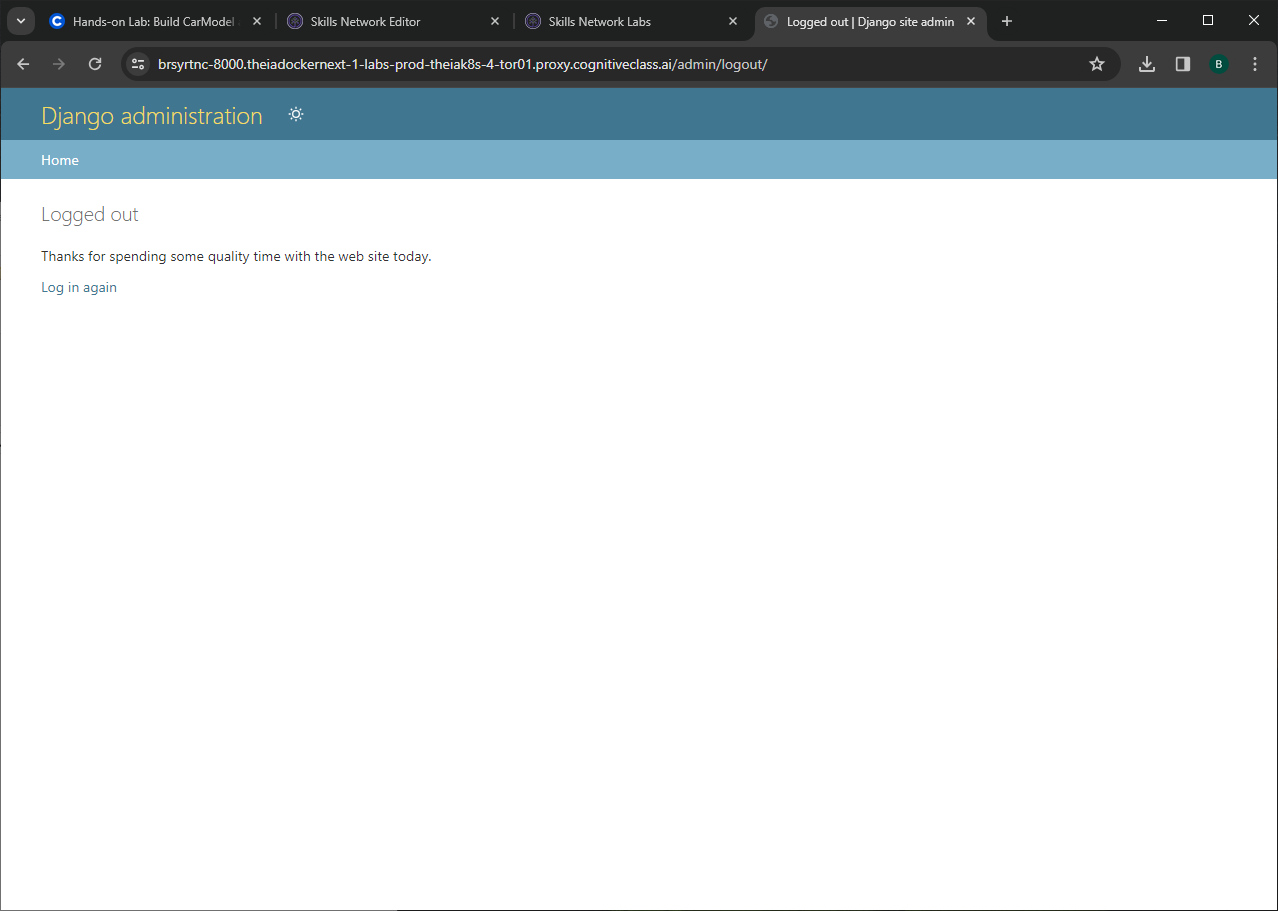 Hands-on Lab: Build CarModel
Skills Network Editor
Skills Network Labs
Logged out | Django site admin
brsyrtnc-8000.theiadockernext-1-labs-prod-theiak8s-4-tor01.proxy.cognitiveclass.ai/admin/logout/
B
Django administration
Home
Logged out
Thanks for spending some quality time with the web site today.
Log in again